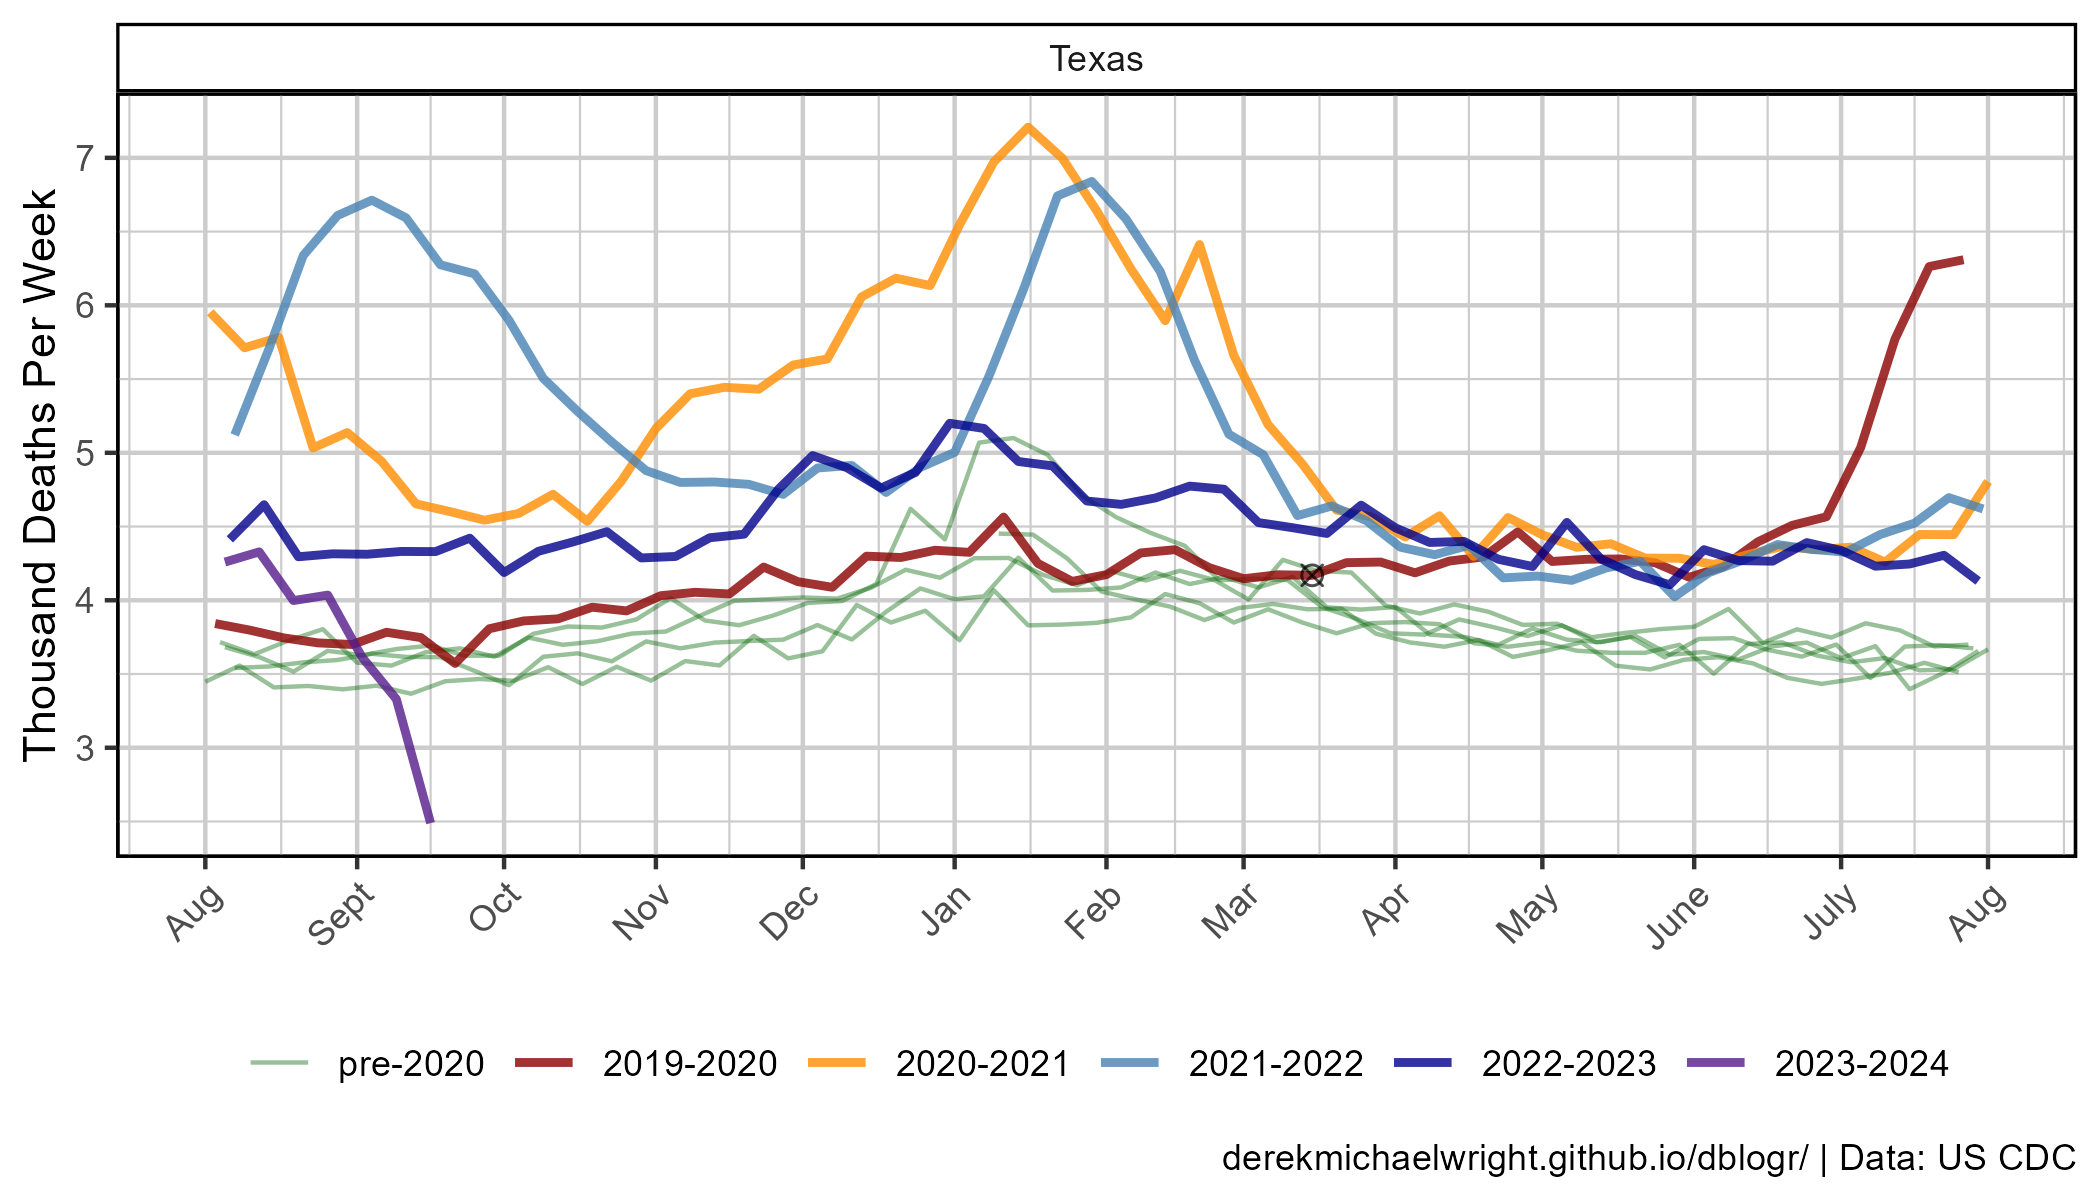 Texas
Thousand Deaths Per Week
7
6
5
4
3
Aug Sept Oct Nov Dec Jan Feb Mar Apr May June July Aug
pre-2020 2019-2020 2020-2021 2021-2022 2022-2023 2023-2024
derekmichaelwright.github.io/dblogr/ | Data: US CDC